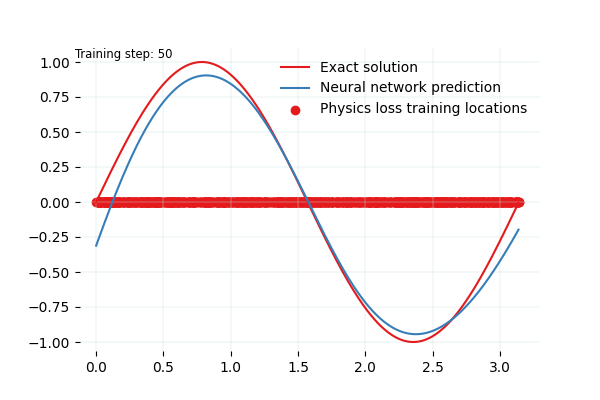 Training step: 50
Exact solution
Neural network prediction
Physics loss training locations
1.00
0.75
0.50
0.25
0.00
−0.25
−0.50
−0.75
−1.00
0.0 0.5 1.0 1.5 2.0 2.5 3.0